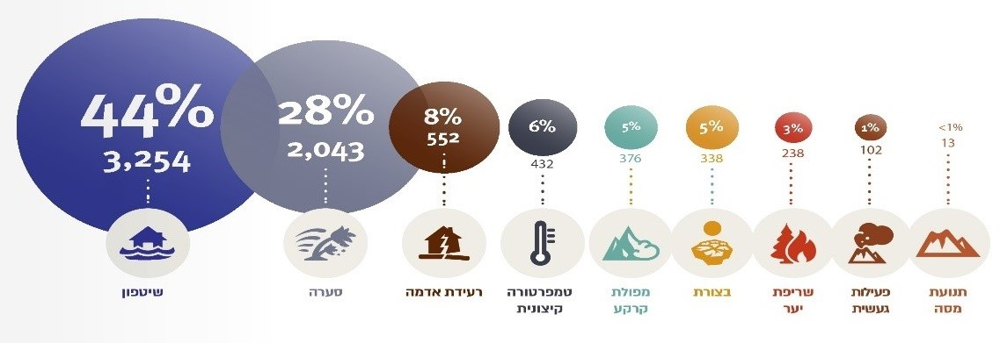 44%
3,254
שיטפון
28%
2,043
סערה
8%
552
רעידת אדמה
6%
432
טמפרטורה
קיצונית
5%
376
מפולת
קרקע
5%
338
בצורת
3%
238
שריפת
יער
1%
102
פעילות
געשית
<1%
13
תנועת
מסה